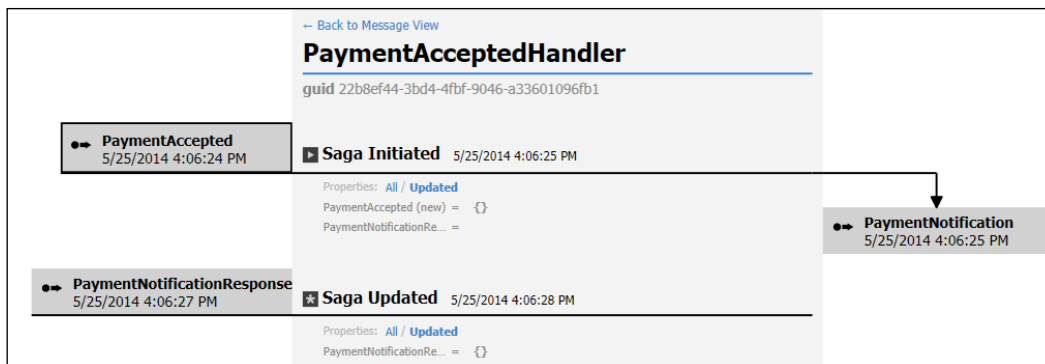 ← Back to Message View
PaymentAcceptedHandler
guid 22b8ef44-3bd4-4fbf-9046-a33601096fb1
PaymentAccepted
5/25/2014 4:06:24 PM
Saga Initiated 5/25/2014 4:06:25 PM
Properties: All / Updated
PaymentAccepted (new) = {}
PaymentNotificationRe... =
PaymentNotification
5/25/2014 4:06:25 PM
PaymentNotificationResponse
5/25/2014 4:06:27 PM
Saga Updated 5/25/2014 4:06:28 PM
Properties: All / Updated
PaymentNotificationRe... = {}